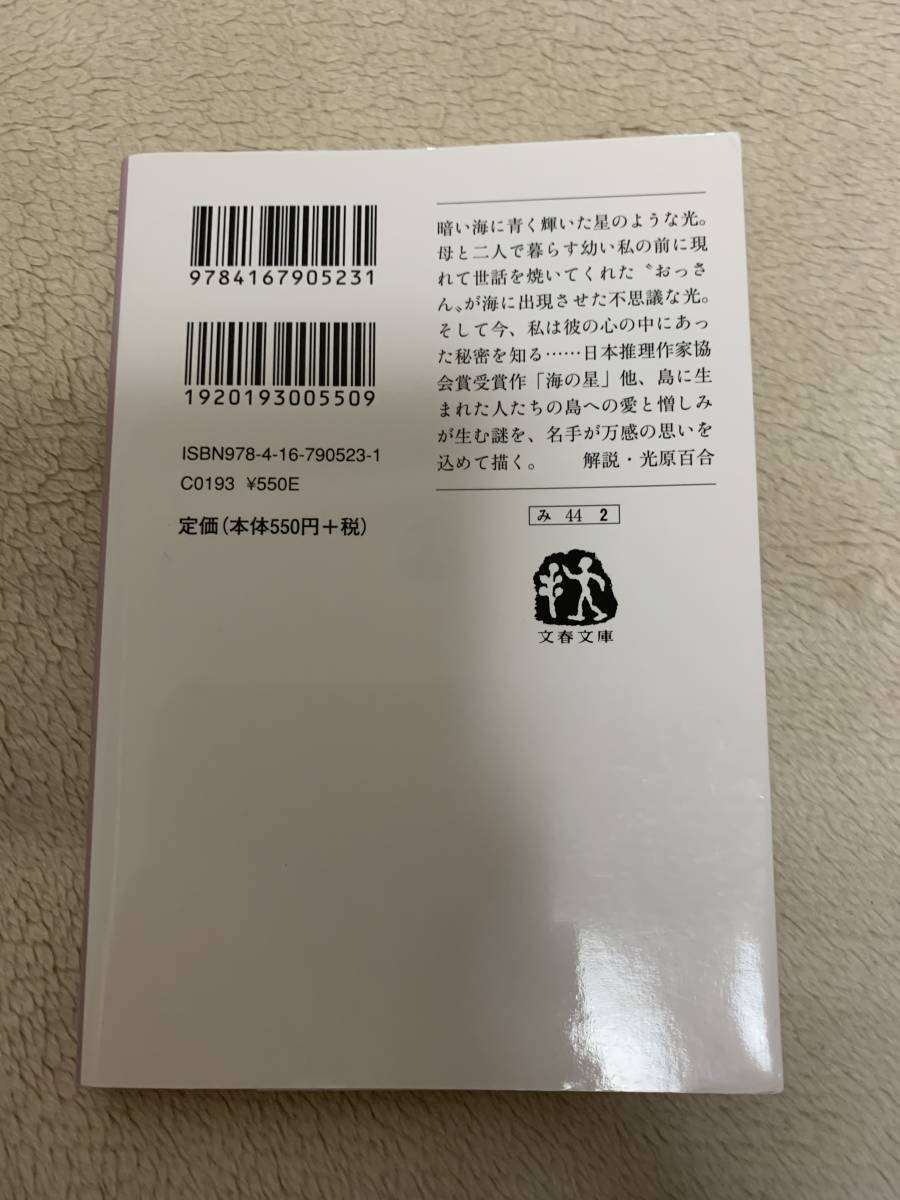 9784167905231
1920193005509
ISBN978-4-16-790523-1
C0193 ¥550E
定価(本体550円+税)
暗い海に青く輝いた星のような光。
母と二人で暮らす幼い私の前に現
れて世話を焼いてくれた〝おっさ
ん〟が海に出現させた不思議な光。
そして今、私は彼の心の中にあっ
た秘密を知る……日本推理作家協
会賞受賞作「海の星」他、島に生
まれた人たちの島への愛と憎しみ
が生む謎を、名手が万感の思いを
込めて描く。 解説・光原百合
み 44 2
文春文庫